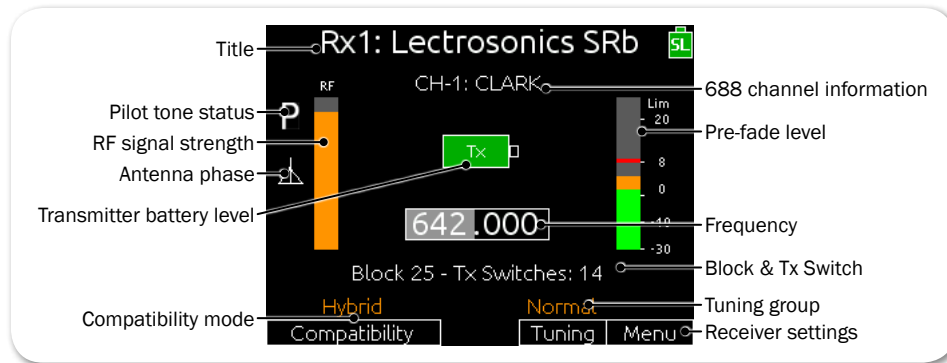 Title
Rx1: Lectrosonics SRb
SL
RF
CH-1: CLARK
688 channel information
Lim
20
Pilot tone status
P
Pre-fade level
RF signal strength
Tx
8
Antenna phase
0
Transmitter battery level
642.000
-10
Frequency
-30
Block 25 - Tx Switches: 14
Block & Tx Switch
Hybrid
Normal
Tuning group
Compatibility mode
Compatibility
Tuning
Menu
Receiver settings